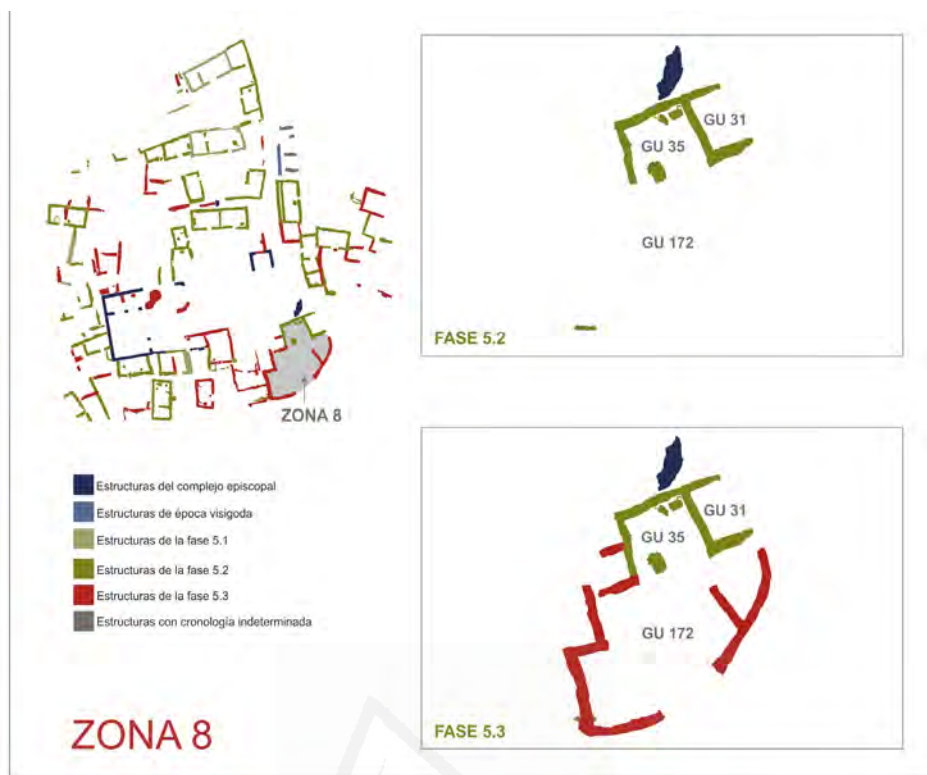 ZONA 8
Estructuras del complejo episcopal
Estructuras de época visigoda
Estructuras de la fase 5.1
Estructuras de la fase 5.2
Estructuras de la fase 5.3
Estructuras con cronología indeterminada
ZONA 8
GU 31
GU 35
GU 172
FASE 5.2
GU 31
GU 35
GU 172
FASE 5.3